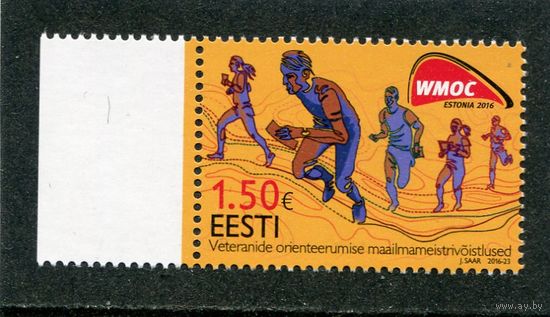 WMOC
ESTONIA 2016
1.50€
EESTI
Veteranide orienteerumise maailmameistrivõistlused
J. SAAR 2016-23
www.ay.by